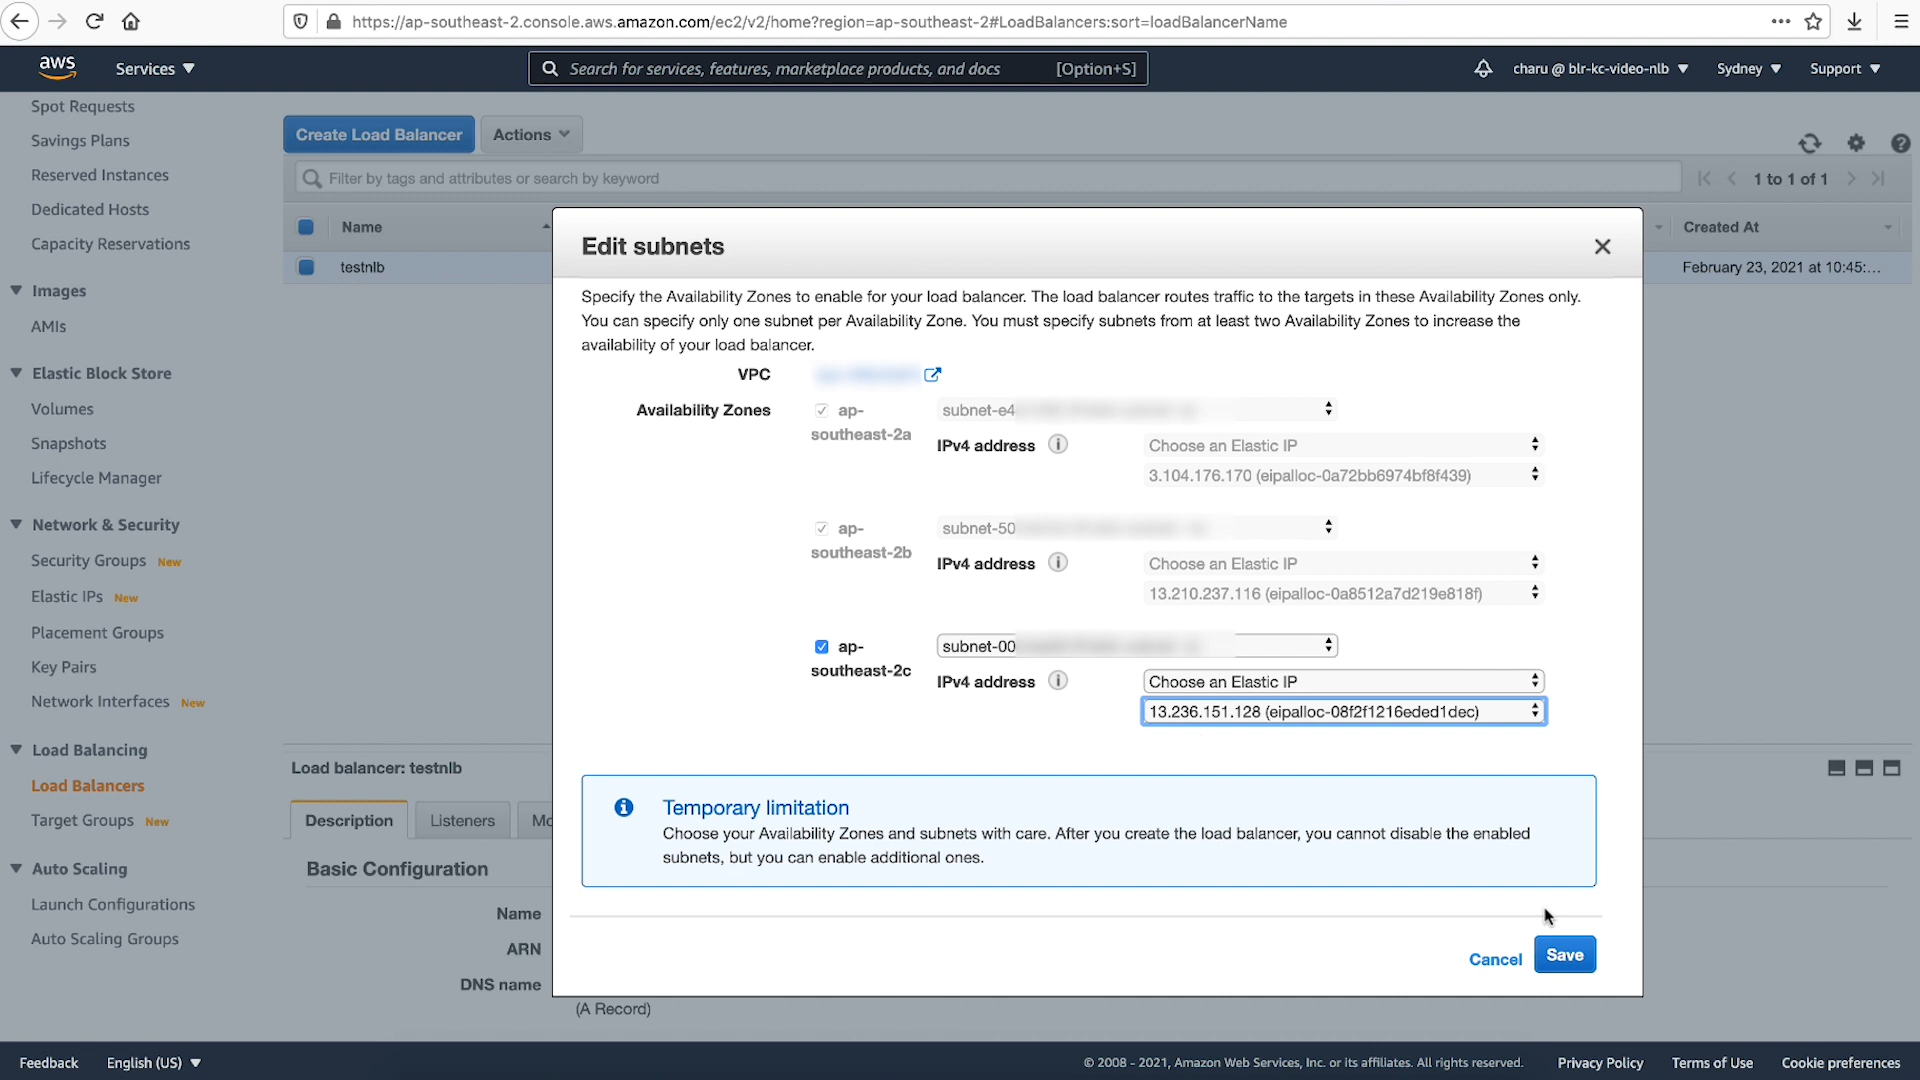 https://ap-southeast-2.console.aws.amazon.com/ec2/v2/home?region=ap-southeast-2#LoadBalancers:sort=loadBalancerName
aws
Services
Search for services, features, marketplace products, and docs [Option+S]
charu @ blr-kc-video-nlb
Sydney
Support
Spot Requests
Savings Plans
Reserved Instances
Dedicated Hosts
Capacity Reservations
Images
AMIs
Elastic Block Store
Volumes
Snapshots
Lifecycle Manager
Network & Security
Security Groups New
Elastic IPs New
Placement Groups
Key Pairs
Network Interfaces New
Load Balancing
Load Balancers
Target Groups New
Auto Scaling
Launch Configurations
Auto Scaling Groups
Create Load Balancer
Actions
Filter by tags and attributes or search by keyword
1 to 1 of 1
Name
Created At
testnlb
February 23, 2021 at 10:45:...
Edit subnets
Specify the Availability Zones to enable for your load balancer. The load balancer routes traffic to the targets in these Availability Zones only.
You can specify only one subnet per Availability Zone. You must specify subnets from at least two Availability Zones to increase the
availability of your load balancer.
VPC
Availability Zones
ap-
southeast-2a
subnet-e4
IPv4 address
Choose an Elastic IP
3.104.176.170 (eipalloc-0a72bb6974bf8f439)
ap-
southeast-2b
subnet-50
IPv4 address
Choose an Elastic IP
13.210.237.116 (eipalloc-0a8512a7d219e818f)
ap-
southeast-2c
subnet-00
IPv4 address
Choose an Elastic IP
13.236.151.128 (eipalloc-08f2f1216eded1dec)
Temporary limitation
Choose your Availability Zones and subnets with care. After you create the load balancer, you cannot disable the enabled
subnets, but you can enable additional ones.
Cancel
Save
Load balancer: testnlb
Description
Listeners
Mo
Basic Configuration
Name
ARN
DNS name
(A Record)
Feedback
English (US)
© 2008 - 2021, Amazon Web Services, Inc. or its affiliates. All rights reserved.
Privacy Policy
Terms of Use
Cookie preferences